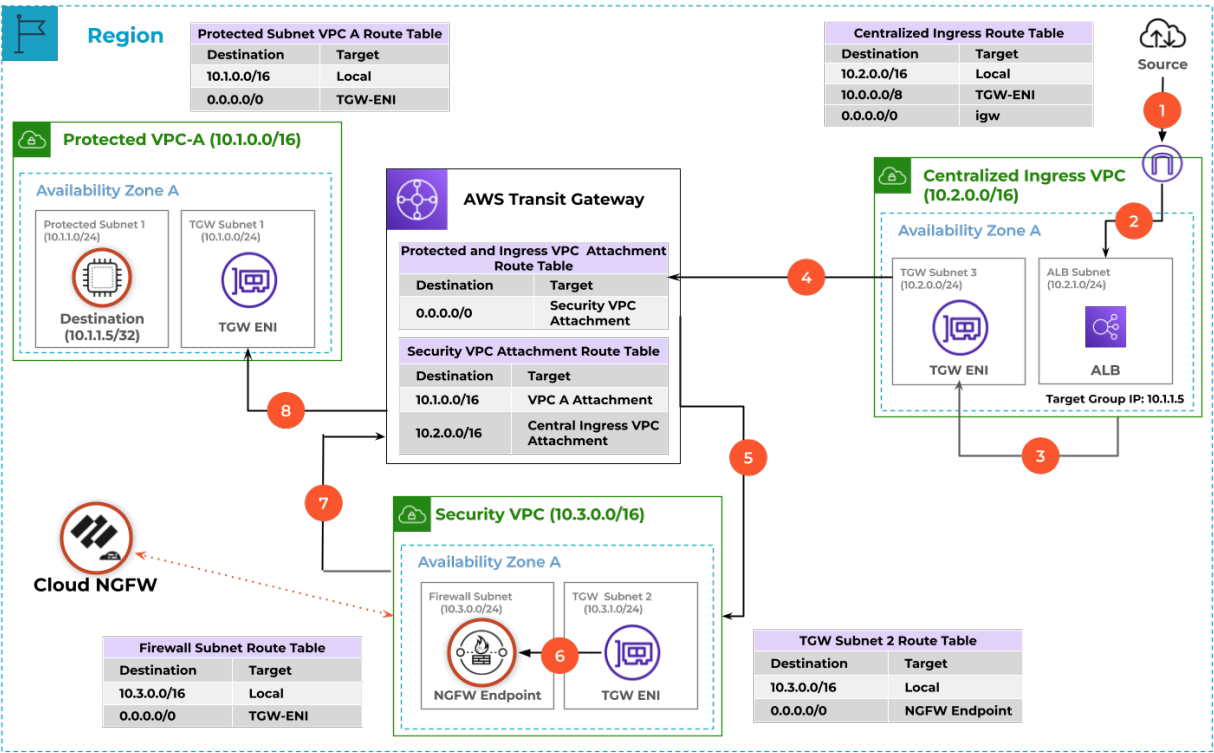 Region
Protected Subnet VPC A Route Table
Destination Target
10.1.0.0/16 Local
0.0.0.0/0 TGW-ENI
Centralized Ingress Route Table
Destination Target
10.2.0.0/16 Local
10.0.0.0/8 TGW-ENI
0.0.0.0/0 igw
Source
1
Protected VPC-A (10.1.0.0/16)
Availability Zone A
Protected Subnet 1
(10.1.1.0/24)
Destination
(10.1.1.5/32)
TGW Subnet 1
(10.1.0.0/24)
TGW ENI
AWS Transit Gateway
Protected and Ingress VPC Attachment
Route Table
Destination Target
0.0.0.0/0 Security VPC
Attachment
Security VPC Attachment Route Table
Destination Target
10.1.0.0/16 VPC A Attachment
10.2.0.0/16 Central Ingress VPC
Attachment
Centralized Ingress VPC
(10.2.0.0/16)
2
Availability Zone A
TGW Subnet 3
(10.2.0.0/24)
TGW ENI
ALB Subnet
(10.2.1.0/24)
ALB
Target Group IP: 10.1.1.5
4
3
8
5
7
Cloud NGFW
Security VPC (10.3.0.0/16)
Availability Zone A
Firewall Subnet
(10.3.0.0/24)
NGFW Endpoint
6
TGW Subnet 2
(10.3.1.0/24)
TGW ENI
Firewall Subnet Route Table
Destination Target
10.3.0.0/16 Local
0.0.0.0/0 TGW-ENI
TGW Subnet 2 Route Table
Destination Target
10.3.0.0/16 Local
0.0.0.0/0 NGFW Endpoint